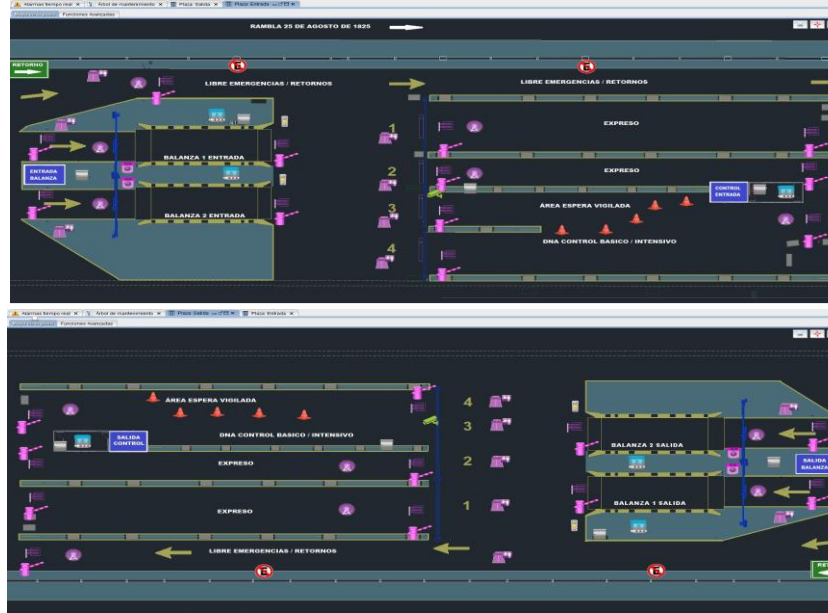 Alarmas tiempo real
Árbol de mantenimiento
Plaza Salida
Plaza Entrada
Funciones Avanzadas
RAMBLA 25 DE AGOSTO DE 1825
RETORNO
LIBRE EMERGENCIAS / RETORNOS
LIBRE EMERGENCIAS / RETORNOS
EXPRESO
1
BALANZA 1 ENTRADA
EXPRESO
2
ENTRADA
BALANZA
CONTROL
ENTRADA
ÁREA ESPERA VIGILADA
3
BALANZA 2 ENTRADA
DNA CONTROL BASICO / INTENSIVO
4
Alarmas tiempo real
Árbol de mantenimiento
Plaza Salida
Plaza Entrada
Funciones Avanzadas
ÁREA ESPERA VIGILADA
4
3
SALIDA
CONTROL
DNA CONTROL BASICO / INTENSIVO
BALANZA 2 SALIDA
EXPRESO
2
SALIDA
BALANZA
1
BALANZA 1 SALIDA
EXPRESO
LIBRE EMERGENCIAS / RETORNOS